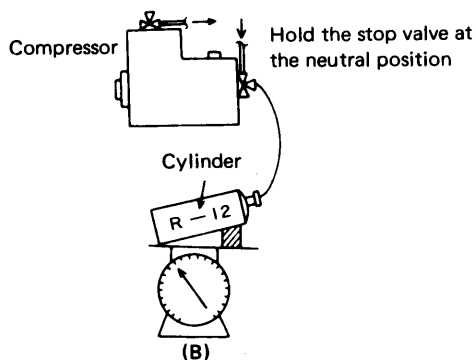 Compressor
Hold the stop valve at
the neutral position
Cylinder
R – 12
(B)